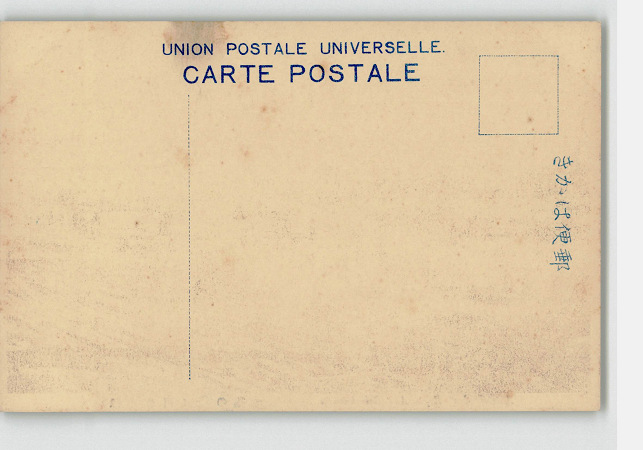 UNION POSTALE UNIVERSELLE.
CARTE POSTALE
きがは便郵